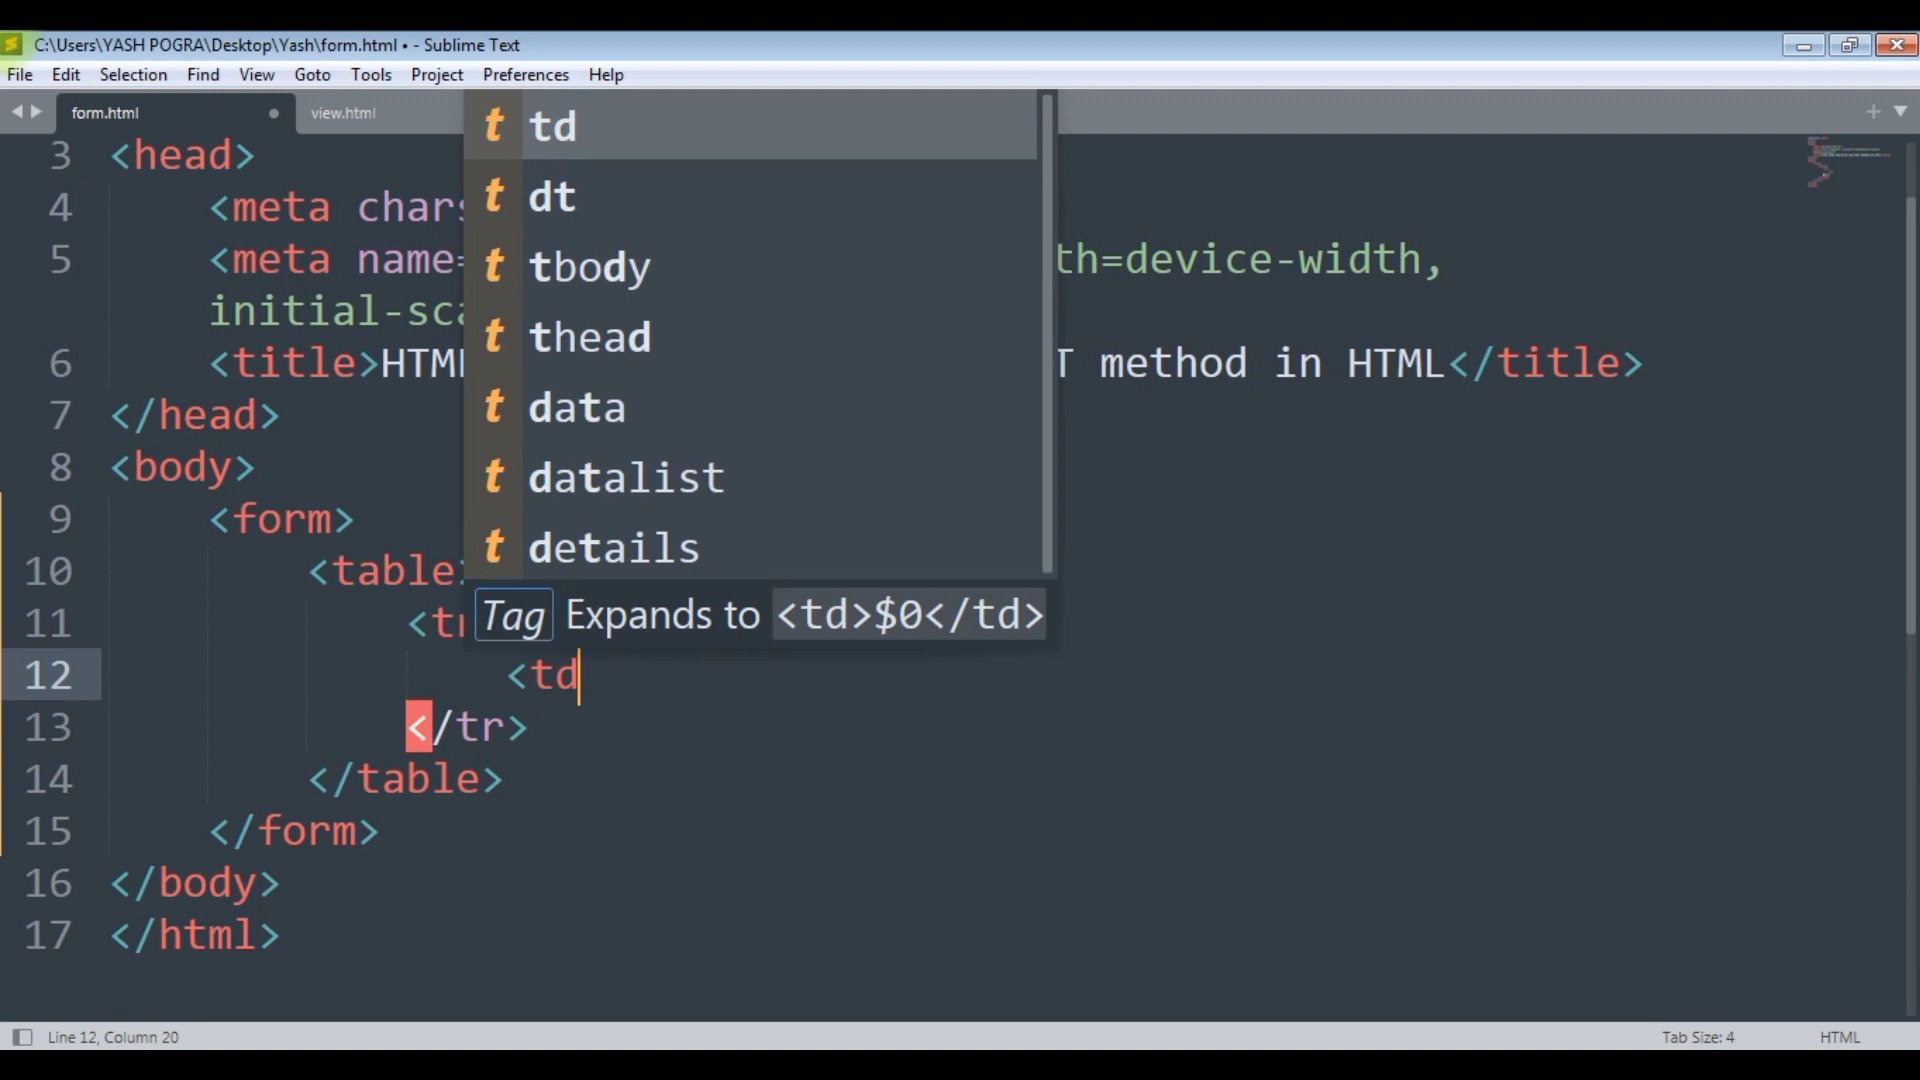 C:\Users\YASH POGRA\Desktop\Yash\form.html • - Sublime Text
File Edit Selection Find View Goto Tools Project Preferences Help
form.html view.html
3 <head>
4 <meta chars
5 <meta name= th=device-width,
initial-sca
6 <title>HTML T method in HTML</title>
7 </head>
8 <body>
9 <form>
10 <table>
11 <tr
12 <td
13 </tr>
14 </table>
15 </form>
16 </body>
17 </html>
t td
t dt
t tbody
t thead
t data
t datalist
t details
Tag Expands to <td>$0</td>
Line 12, Column 20 Tab Size: 4 HTML